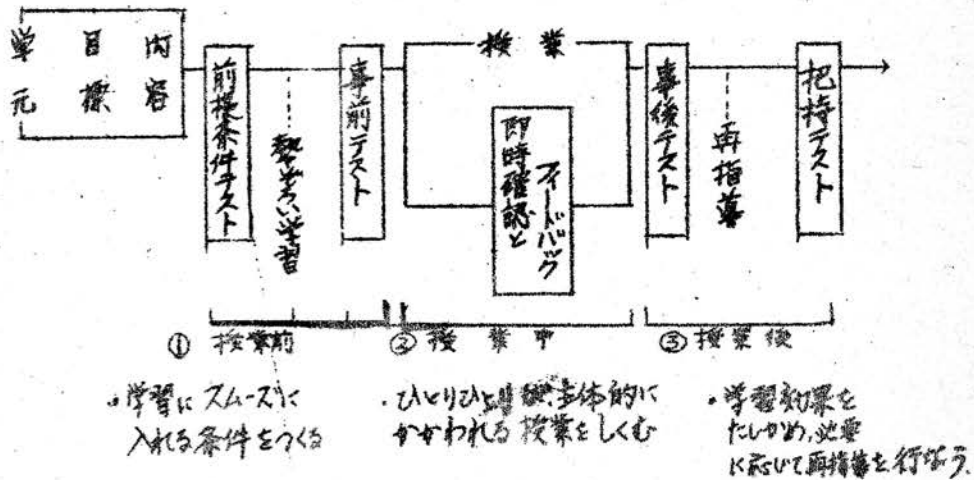 単元
目標
内容
前提条件テスト
勢ぞろい学習
事前テスト
授業
即時確認と
フィードバック
事後テスト
再指導
把持テスト
① 授業前
② 授業中
③ 授業後
・学習に スムーズに
入れる条件をつくる
・ひとりひとりが、主体的に
かかわれる授業をしくむ
・学習効果を
たしかめ、必要
に応じて再指導を行なう。